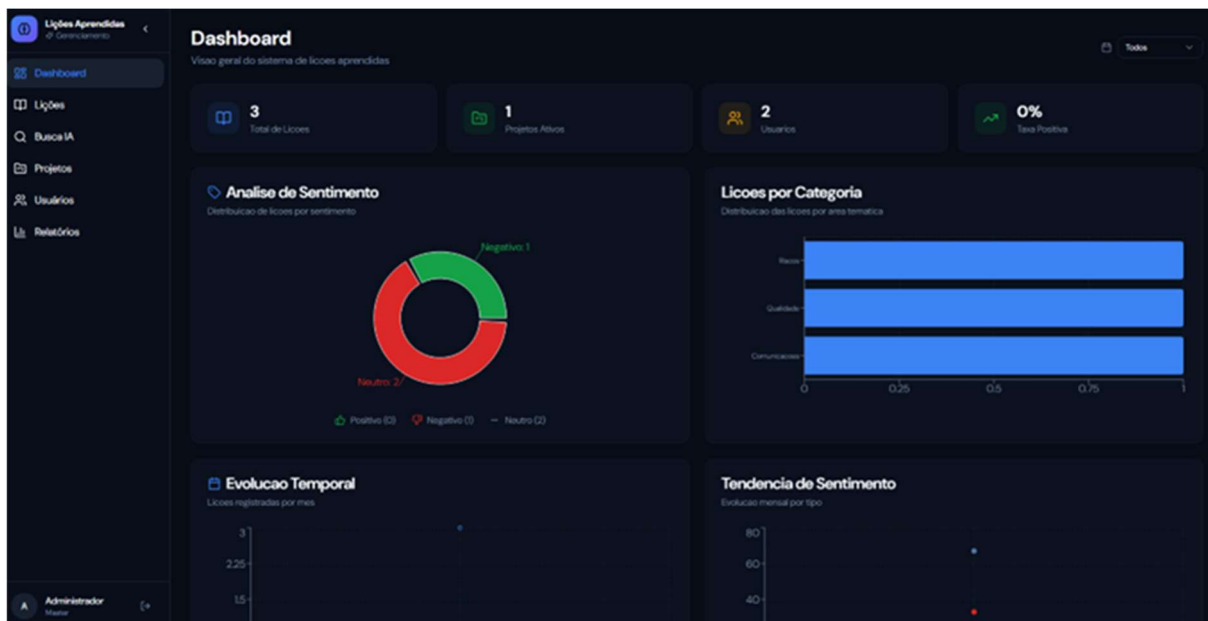 Lições Aprendidas
Gerenciamento
Dashboard
Lições
Busca IA
Projetos
Usuários
Relatórios
Administrador
Master
Dashboard
Visao geral do sistema de licoes aprendidas
Todos
3
Total de Licoes
1
Projetos Ativos
2
Usuarios
0%
Taxa Positiva
Analise de Sentimento
Distribuicao de licoes por sentimento
Negativo: 1
Neutro: 2
Positivo (0) Negativo (1) Neutro (2)
Licoes por Categoria
Distribuicao das licoes por area tematica
Riscos
Qualidade
Comunicacoes
0 0.25 0.5 0.75 1
Evolucao Temporal
Licoes registradas por mes
3
2.25
1.5
Tendencia de Sentimento
Evolucao mensal por tipo
80
60
40